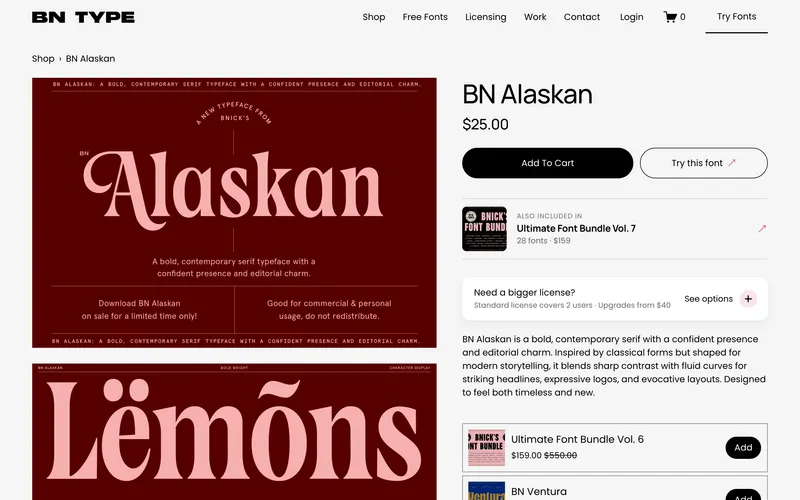 BN TYPE
Shop
Free Fonts
Licensing
Work
Contact
Login
0
Try Fonts
Shop › BN Alaskan
BN ALASKAN: A BOLD, CONTEMPORARY SERIF TYPEFACE WITH A CONFIDENT PRESENCE AND EDITORIAL CHARM.
A NEW TYPEFACE FROM
BNICK'S
BN
Alaskan
A bold, contemporary serif typeface with a
confident presence and editorial charm.
Download BN Alaskan
on sale for a limited time only!
Good for commercial & personal
usage, do not redistribute.
BN ALASKAN: A BOLD, CONTEMPORARY SERIF TYPEFACE WITH A CONFIDENT PRESENCE AND EDITORIAL CHARM.
BN ALASKAN
BOLD WEIGHT
CHARACTER DISPLAY
Lëmõns
BN Alaskan
$25.00
Add To Cart
Try this font
BNICK'S
FONT BUNDL
ALSO INCLUDED IN
Ultimate Font Bundle Vol. 7
28 fonts · $159
Need a bigger license?
Standard license covers 2 users · Upgrades from $40
See options
+
BN Alaskan is a bold, contemporary serif with a confident presence
and editorial charm. Inspired by classical forms but shaped for
modern storytelling, it blends sharp contrast with fluid curves for
striking headlines, expressive logos, and evocative layouts. Designed
to feel both timeless and new.
BNICK'S
FONT BUNDLE
Ultimate Font Bundle Vol. 6
$159.00 $550.00
Add
Ventura
BN Ventura
Add